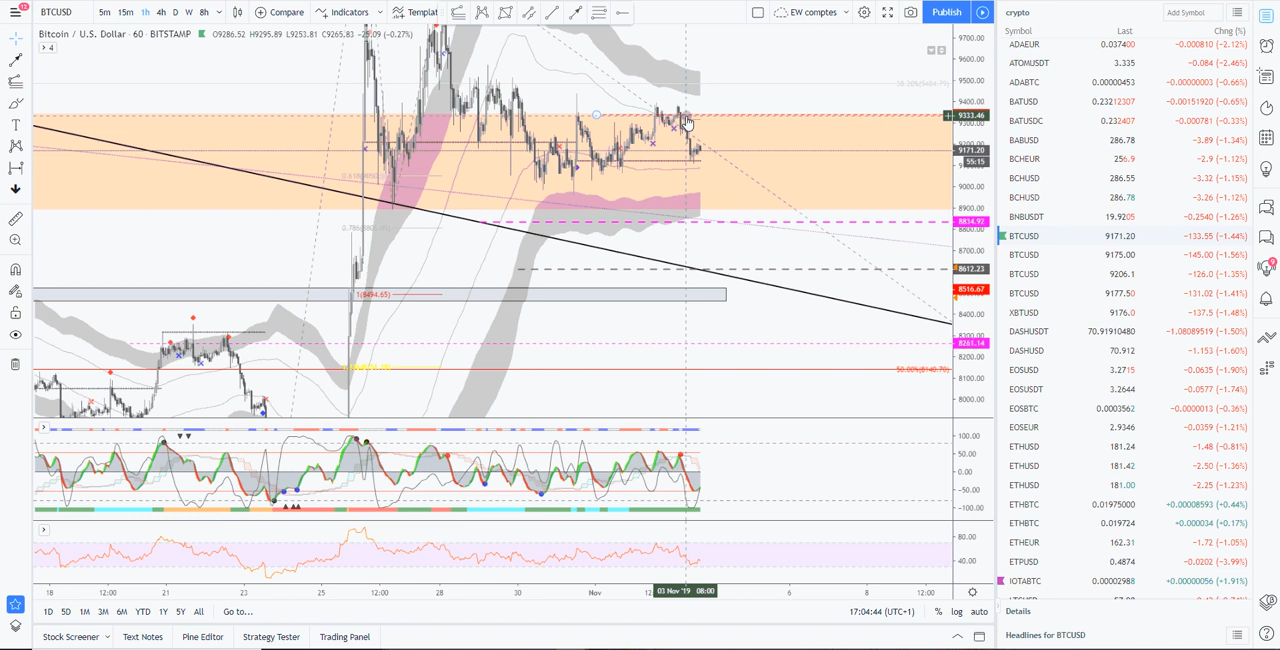 12
BTCUSD 5m 15m 1h 4h D W 8h Compare Indicators Templat EW comptes Publish
Bitcoin / U.S. Dollar · 60 · BITSTAMP O9286.52 H9295.89 L9253.81 C9265.83 (−0.27%)
4
9700.00
9600.00
9500.00
9400.00
9333.46
9300.00
9171.20
55:15
9000.00
8900.00
8834.92
8800.00
8700.00
8612.23
8516.67
1(8494.65)
8400.00
8300.00
8261.14
8200.00
8100.00
8000.00
100.00
50.00
0.00
−50.00
−100.00
80.00
40.00
18 12:00 21 23 25 12:00 28 30 Nov 12 03 Nov '19 08:00 6 12:00
1D 5D 1M 3M 6M YTD 1Y 5Y All Go to... 17:04:44 (UTC+1) % log auto
Stock Screener Text Notes Pine Editor Strategy Tester Trading Panel
crypto Add Symbol
Symbol Last Chng (%)
ADAEUR 0.037400 −0.000810 (−2.12%)
ATOMUSDT 3.335 −0.084 (−2.46%)
ADABTC 0.00000453 −0.00000003 (−0.66%)
BATUSD 0.23212307 −0.00151920 (−0.65%)
BATUSDC 0.232407 −0.000781 (−0.33%)
BABUSD 286.78 −3.89 (−1.34%)
BCHEUR 256.9 −2.9 (−1.12%)
BCHUSD 286.55 −3.32 (−1.15%)
BCHUSD 286.78 −3.26 (−1.12%)
BNBUSDT 19.9205 −0.2540 (−1.26%)
BTCUSD 9171.20 −133.55 (−1.44%)
BTCUSD 9175.00 −145.00 (−1.56%)
BTCUSD 9206.1 −126.0 (−1.35%)
BTCUSD 9177.50 −131.02 (−1.41%)
XBTUSD 9176.0 −137.5 (−1.48%)
DASHUSDT 70.91910480 −1.08089519 (−1.50%)
DASHUSD 70.912 −1.153 (−1.60%)
EOSUSD 3.2715 −0.0635 (−1.90%)
EOSUSDT 3.2644 −0.0577 (−1.74%)
EOSBTC 0.0003562 −0.0000013 (−0.36%)
EOSEUR 2.9346 −0.0359 (−1.21%)
ETHUSD 181.24 −1.48 (−0.81%)
ETHUSD 181.42 −2.50 (−1.36%)
ETHUSD 181.00 −2.25 (−1.23%)
ETHBTC 0.01975000 +0.00008593 (+0.44%)
ETHBTC 0.019724 +0.000034 (+0.17%)
ETHEUR 162.31 −1.72 (−1.05%)
ETPUSD 0.4874 −0.0202 (−3.99%)
IOTABTC 0.00002988 +0.00000056 (+1.91%)
Details
Headlines for BTCUSD